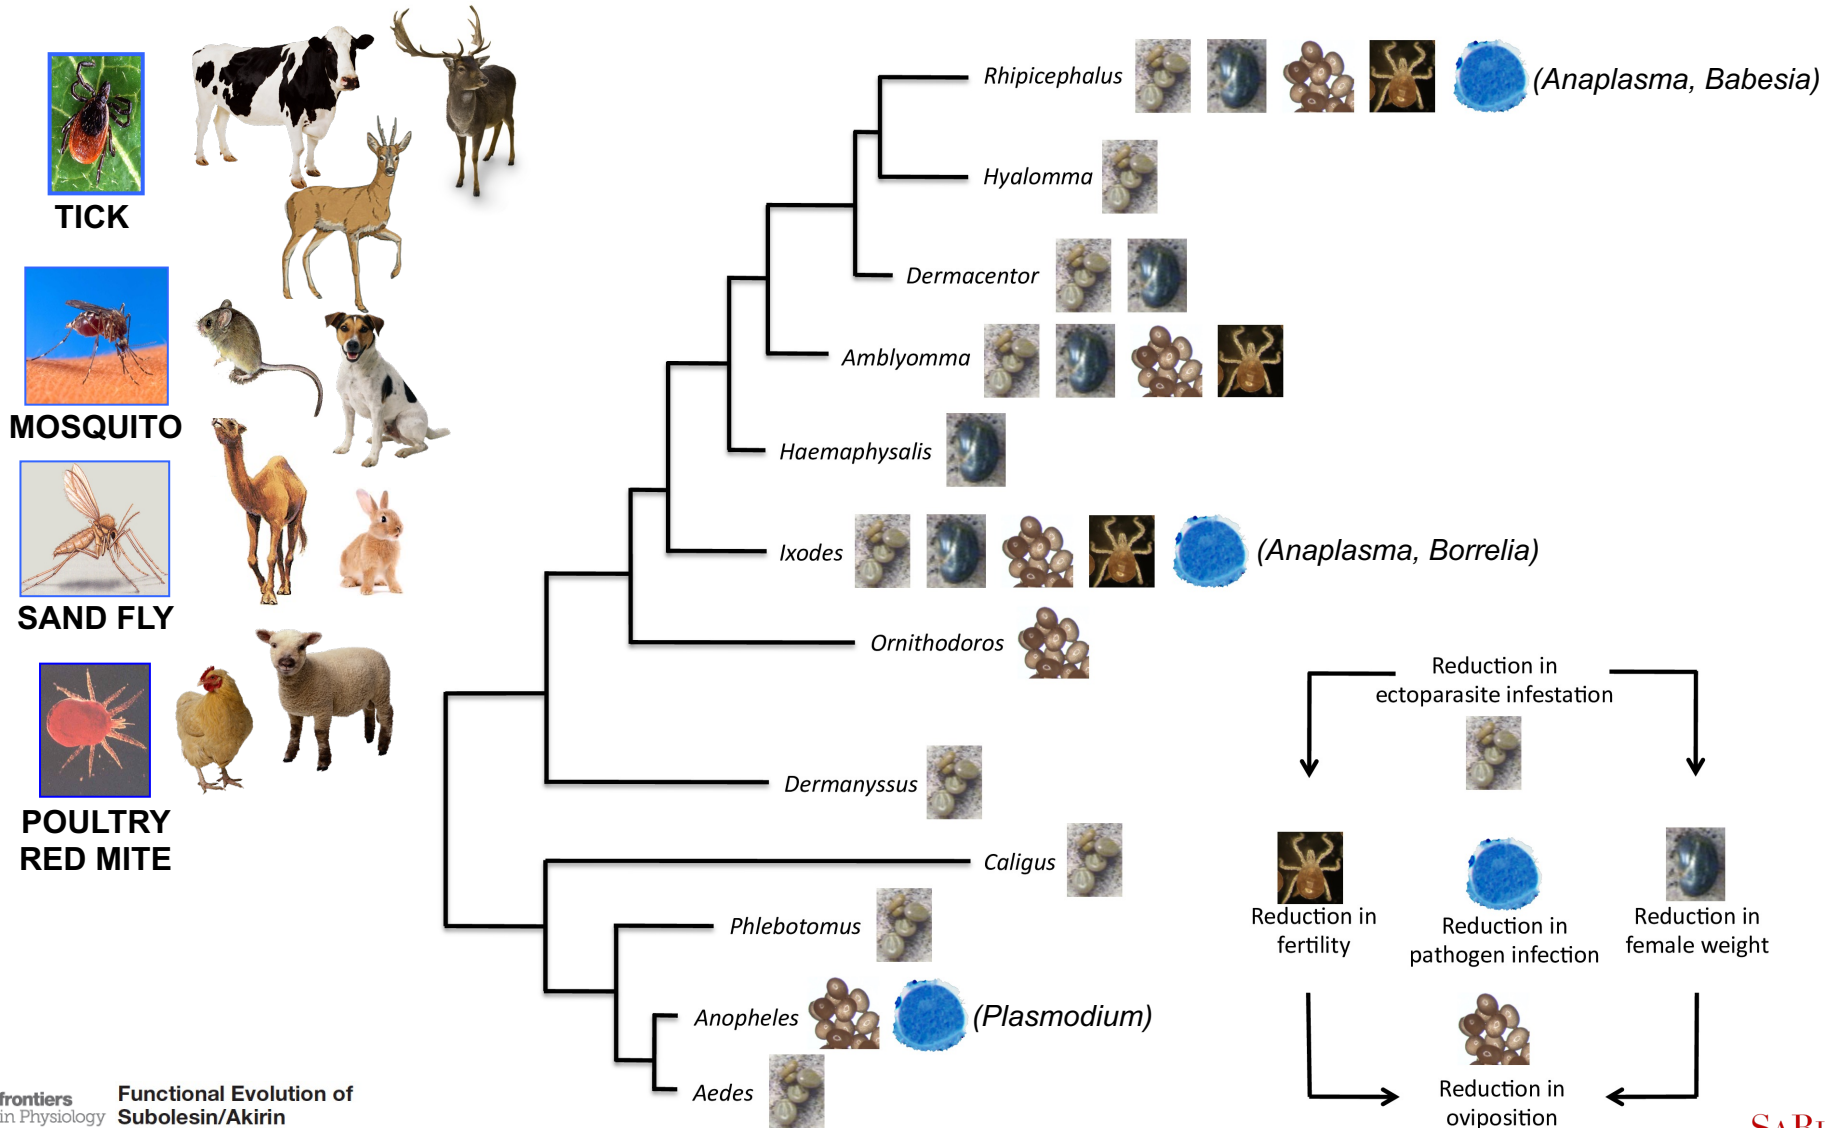 TICK
MOSQUITO
SAND FLY
POULTRY
RED MITE
Rhipicephalus
(Anaplasma, Babesia)
Hyalomma
Dermacentor
Amblyomma
Haemaphysalis
Ixodes
(Anaplasma, Borrelia)
Ornithodoros
Dermanyssus
Caligus
Phlebotomus
Anopheles
(Plasmodium)
Aedes
Reduction in
ectoparasite infestation
Reduction in
fertility
Reduction in
pathogen infection
Reduction in
female weight
Reduction in
oviposition
frontiers
in Physiology
Functional Evolution of
Subolesin/Akirin